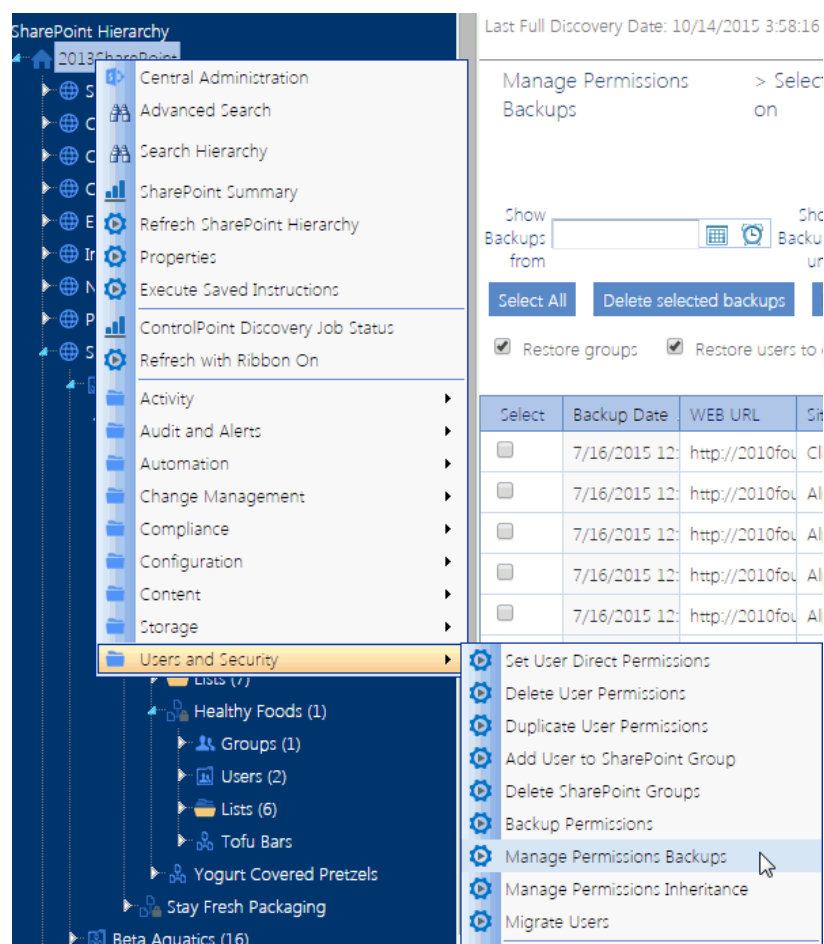 SharePoint Hierarchy
2013SharePoint
S
C
C
C
E
Ir
N
P
S
Central Administration
Advanced Search
Search Hierarchy
SharePoint Summary
Refresh SharePoint Hierarchy
Properties
Execute Saved Instructions
ControlPoint Discovery Job Status
Refresh with Ribbon On
Activity
Audit and Alerts
Automation
Change Management
Compliance
Configuration
Content
Storage
Users and Security
Lists (7)
Healthy Foods (1)
Groups (1)
Users (2)
Lists (6)
Tofu Bars
Yogurt Covered Pretzels
Stay Fresh Packaging
Beta Aquatics (16)
Last Full Discovery Date: 10/14/2015 3:58:16
Manage Permissions Backups
> Select on
Show Backups from
Select All
Delete selected backups
Restore groups
Restore users to
Select Backup Date WEB URL Sit
7/16/2015 12: http://2010fou Cl
7/16/2015 12: http://2010fou Al
7/16/2015 12: http://2010fou Al
7/16/2015 12: http://2010fou Al
7/16/2015 12: http://2010fou Al
Set User Direct Permissions
Delete User Permissions
Duplicate User Permissions
Add User to SharePoint Group
Delete SharePoint Groups
Backup Permissions
Manage Permissions Backups
Manage Permissions Inheritance
Migrate Users